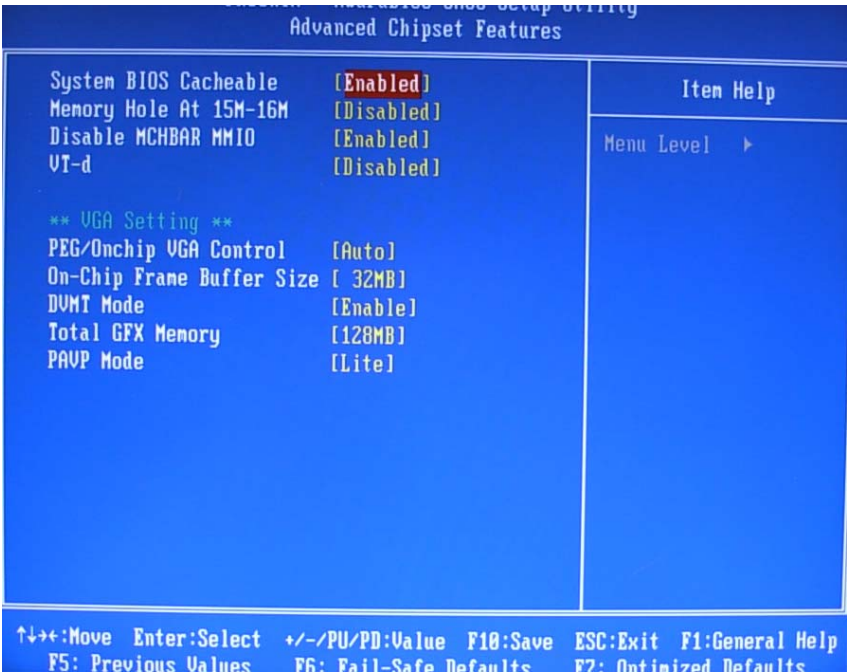 Setup Utility
Advanced Chipset Features
System BIOS Cacheable [Enabled]
Memory Hole At 15M-16M [Disabled]
Disable MCHBAR MMIO [Enabled]
VT-d [Disabled]
** VGA Setting **
PEG/Onchip VGA Control [Auto]
On-Chip Frame Buffer Size [ 32MB]
DVMT Mode [Enable]
Total GFX Memory [128MB]
PAVP Mode [Lite]
Item Help
Menu Level ▸
↑↓→←:Move Enter:Select +/-/PU/PD:Value F10:Save ESC:Exit F1:General Help
F5: Previous Values F6: Fail-Safe Defaults F7: Optimized Defaults